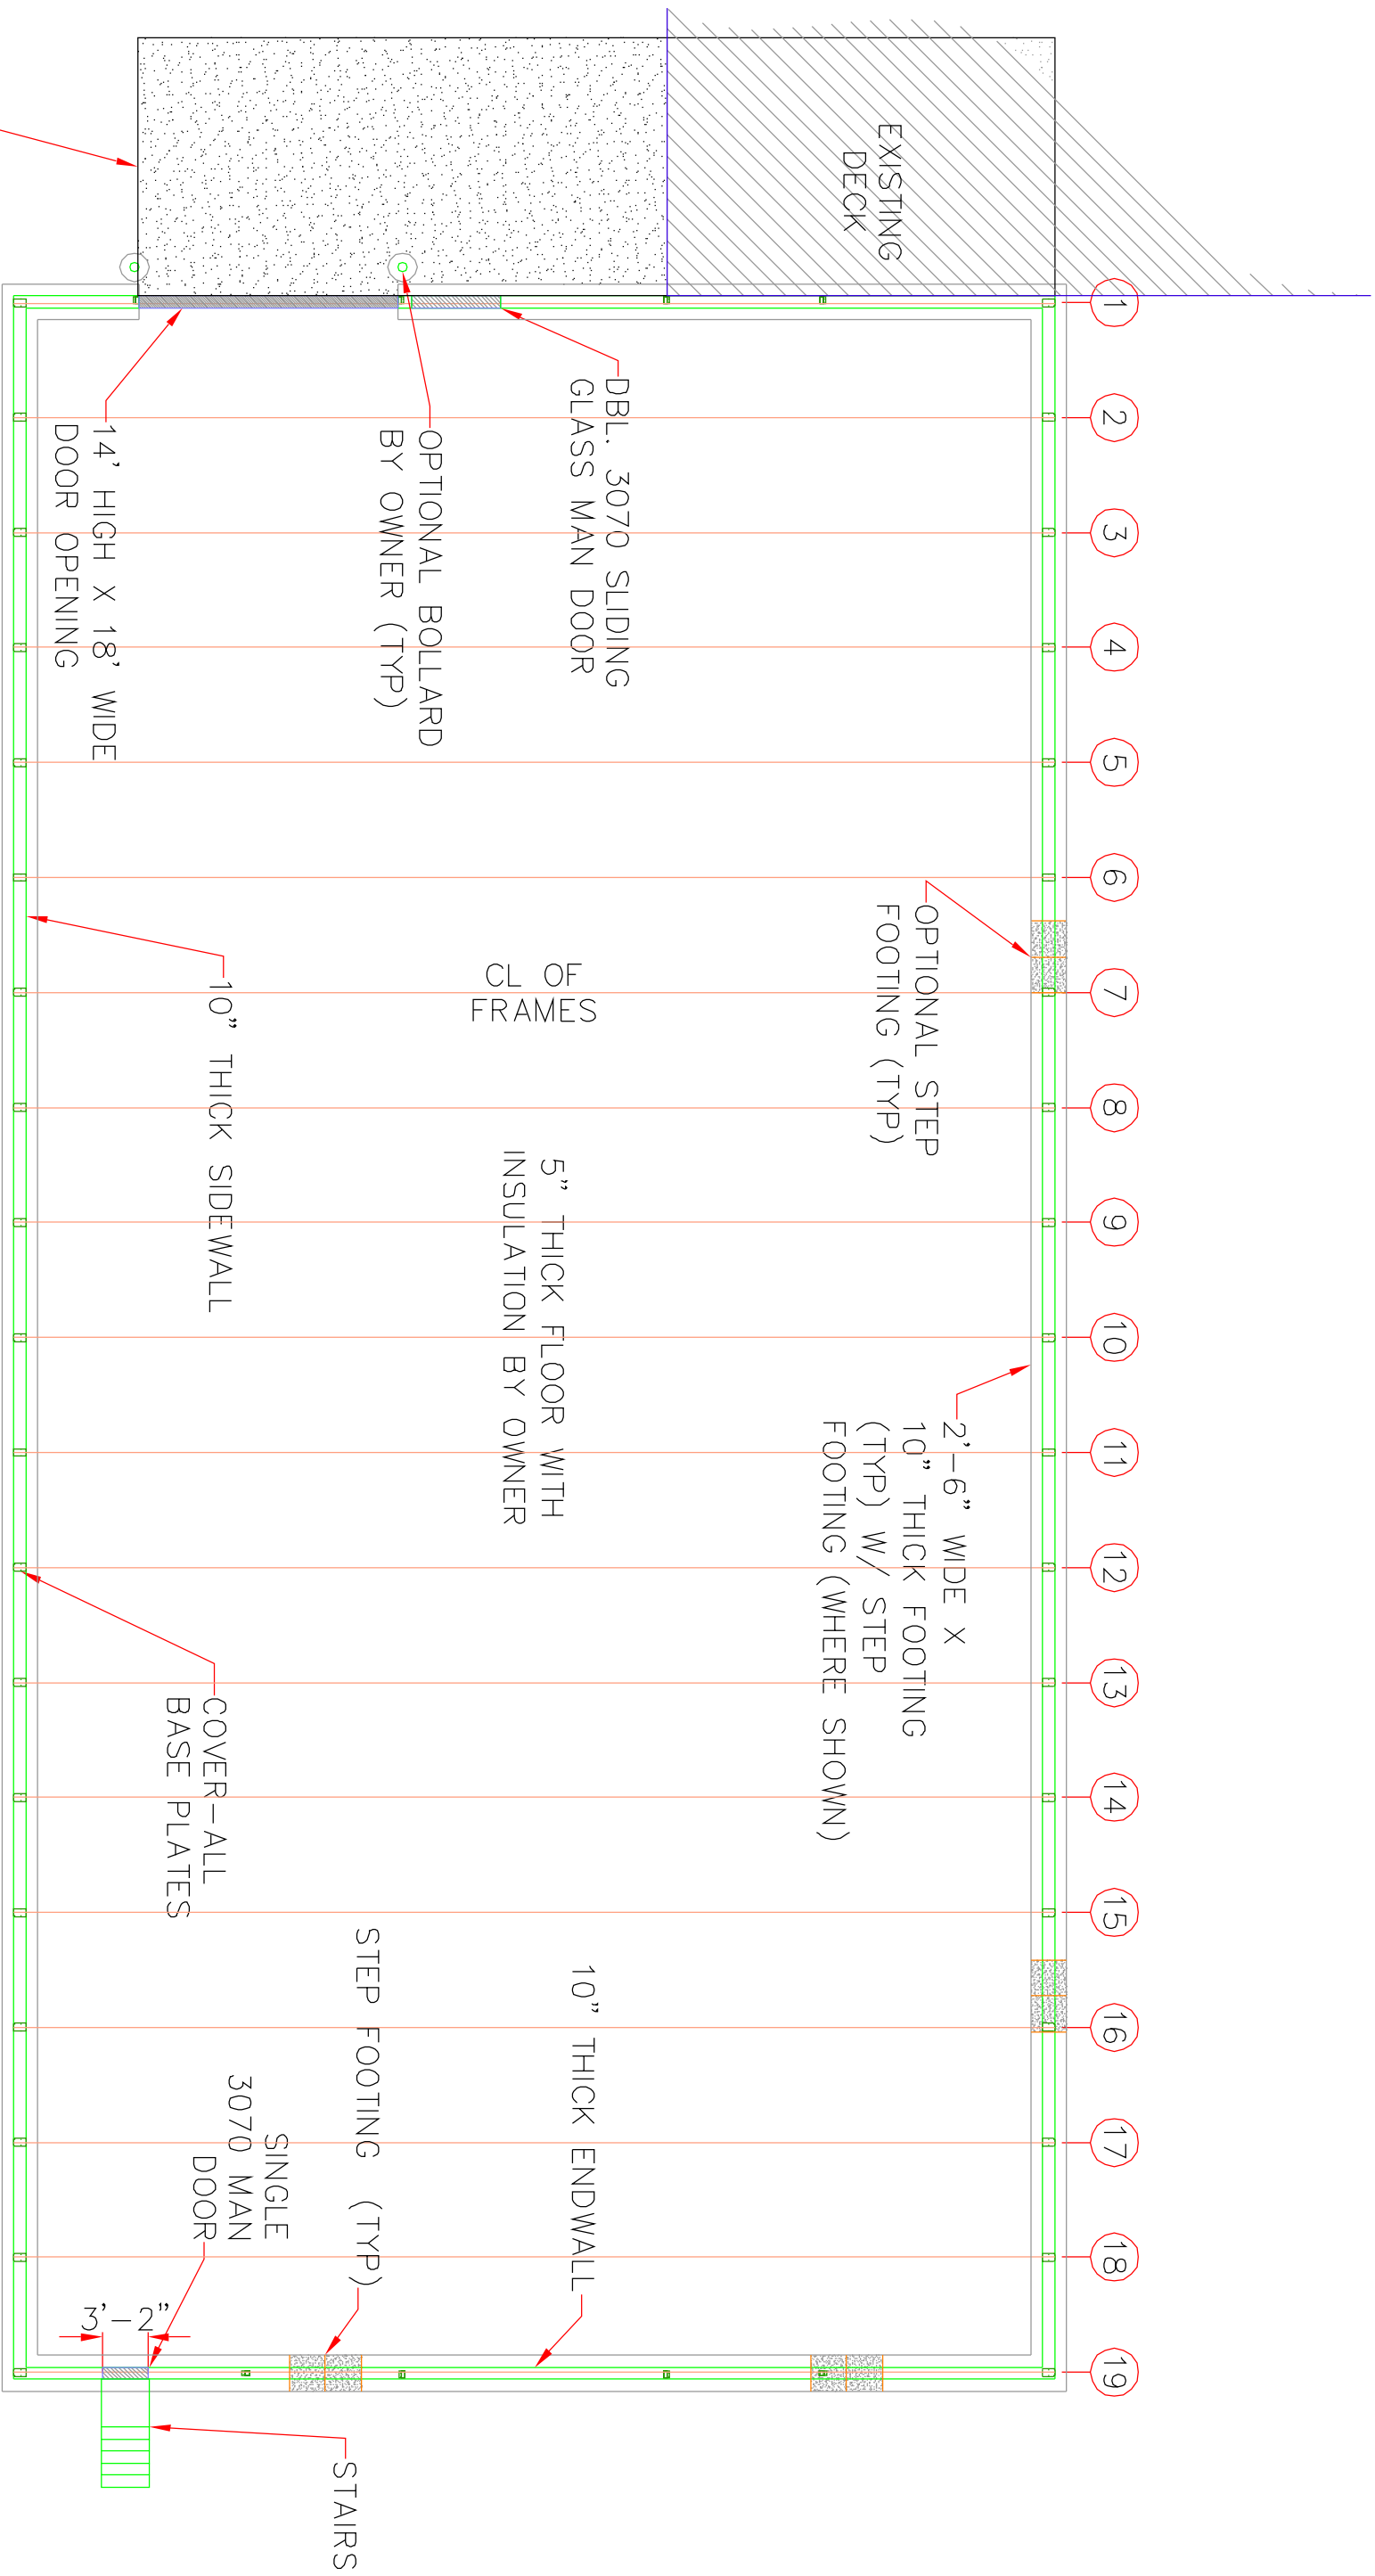 EXISTING
DECK
1
2
3
4
5
6
7
8
9
10
11
12
13
14
15
16
17
18
19
DBL. 3070 SLIDING
GLASS MAN DOOR
OPTIONAL BOLLARD
BY OWNER (TYP)
14' HIGH X 18' WIDE
DOOR OPENING
OPTIONAL STEP
FOOTING (TYP)
CL OF
FRAMES
10" THICK SIDEWALL
5" THICK FLOOR WITH
INSULATION BY OWNER
2'-6" WIDE X
10" THICK FOOTING
(TYP) W/ STEP
FOOTING (WHERE SHOWN)
COVER-ALL
BASE PLATES
10" THICK ENDWALL
STEP FOOTING (TYP)
SINGLE
3070 MAN
DOOR
3'-2"
STAIRS